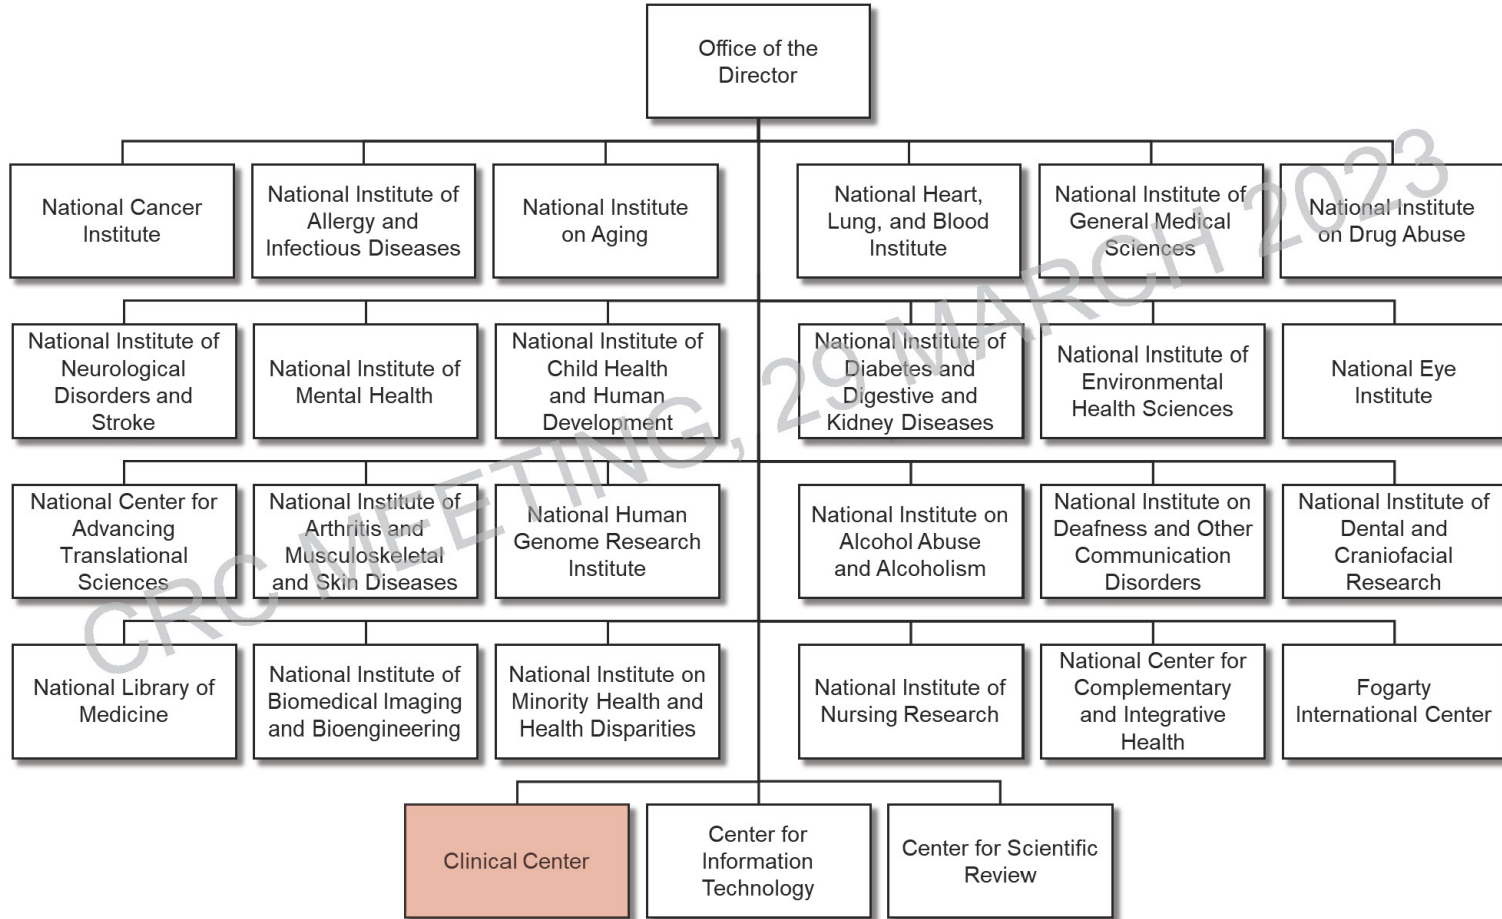 Office of the
Director
National Cancer
Institute
National Institute of
Allergy and
Infectious Diseases
National Institute
on Aging
National Heart,
Lung, and Blood
Institute
National Institute of
General Medical
Sciences
National Institute
on Drug Abuse
National Institute of
Neurological
Disorders and
Stroke
National Institute of
Mental Health
National Institute of
Child Health
and Human
Development
National Institute of
Diabetes and
Digestive and
Kidney Diseases
National Institute of
Environmental
Health Sciences
National Eye
Institute
National Center for
Advancing
Translational
Sciences
National Institute of
Arthritis and
Musculoskeletal
and Skin Diseases
National Human
Genome Research
Institute
National Institute on
Alcohol Abuse
and Alcoholism
National Institute on
Deafness and Other
Communication
Disorders
National Institute of
Dental and
Craniofacial
Research
National Library of
Medicine
National Institute of
Biomedical Imaging
and Bioengineering
National Institute on
Minority Health and
Health Disparities
National Institute of
Nursing Research
National Center for
Complementary
and Integrative
Health
Fogarty
International Center
Clinical Center
Center for
Information
Technology
Center for Scientific
Review
CRC MEETING, 29 MARCH 2023